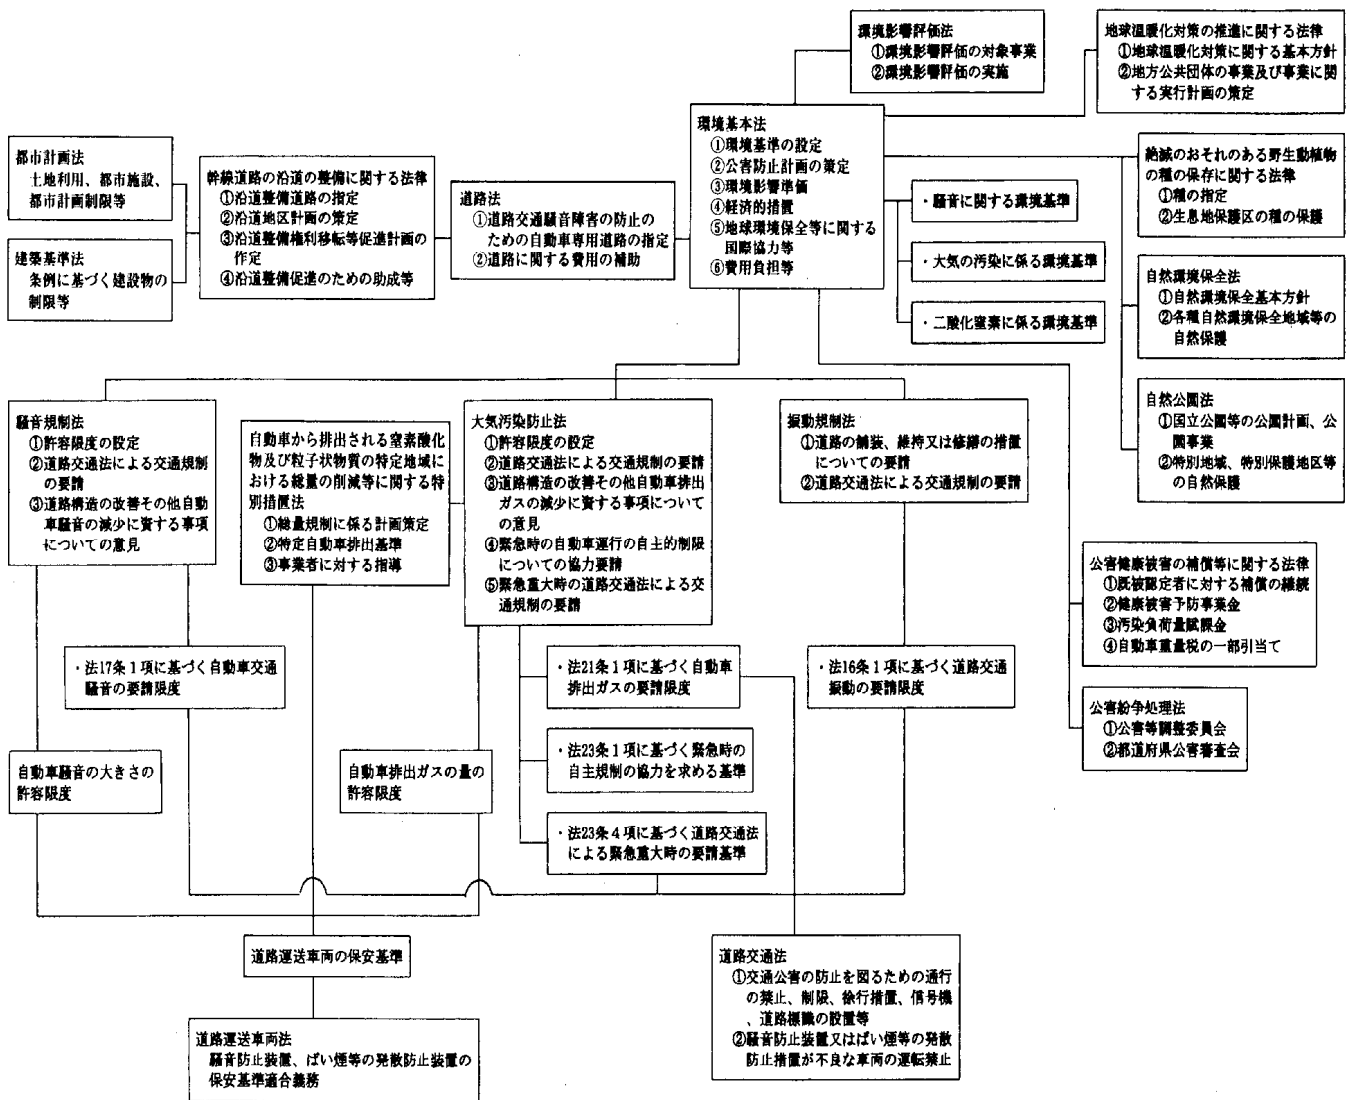 環境影響評価法
①環境影響評価の対象事業
②環境影響評価の実施
地球温暖化対策の推進に関する法律
①地球温暖化対策に関する基本方針
②地方公共団体の事業及び事業に関
する実行計画の策定
環境基本法
①環境基準の設定
②公害防止計画の策定
③環境影響準価
④経済的措置
⑤地球環境保全等に関する
国際協力等
⑥費用負担等
都市計画法
土地利用、都市施設、
都市計画制限等
建築基準法
条例に基づく建設物の
制限等
幹線道路の沿道の整備に関する法律
①沿道整備道路の指定
②沿道地区計画の策定
③沿道整備権利移転等促進計画の
作定
④沿道整備促進のための助成等
道路法
①道路交通騒音障害の防止の
ための自動車専用道路の指定
②道路に関する費用の補助
・騒音に関する環境基準
・大気の汚染に係る環境基準
・二酸化窒素に係る環境基準
絶滅のおそれのある野生動植物
の種の保存に関する法律
①種の指定
②生息地保護区の種の保護
自然環境保全法
①自然環境保全基本方針
②各種自然環境保全地域等の
自然保護
自然公園法
①国立公園等の公園計画、公
園事業
②特別地域、特別保護地区等
の自然保護
騒音規制法
①許容限度の設定
②道路交通法による交通規制
の要請
③道路構造の改善その他自動
車騒音の減少に資する事項
についての意見
自動車から排出される窒素酸化
物及び粒子状物質の特定地域に
おける総量の削減等に関する特
別措置法
①総量規制に係る計画策定
②特定自動車排出基準
③事業者に対する指導
大気汚染防止法
①許容限度の設定
②道路交通法による交通規制の要請
③道路構造の改善その他自動車排出
ガスの減少に資する事項について
の意見
④緊急時の自動車運行の自主的制限
についての協力要請
⑤緊急重大時の道路交通法による交
通規制の要請
振動規制法
①道路の舗装、維持又は修繕の措置
についての要請
②道路交通法による交通規制の要請
公害健康被害の補償等に関する法律
①既被認定者に対する補償の継続
②健康被害予防事業金
③汚染負荷量賦課金
④自動車重量税の一部引当て
公害紛争処理法
①公害等調整委員会
②都道府県公害審査会
・法17条1項に基づく自動車交通
騒音の要請限度
・法21条1項に基づく自動車
排出ガスの要請限度
・法16条1項に基づく道路交通
振動の要請限度
・法23条1項に基づく緊急時の
自主規制の協力を求める基準
・法23条4項に基づく道路交通法
による緊急重大時の要請基準
自動車騒音の大きさの
許容限度
自動車排出ガスの量の
許容限度
道路運送車両の保安基準
道路運送車両法
騒音防止装置、ばい煙等の発散防止装置の
保安基準適合義務
道路交通法
①交通公害の防止を図るための通行
の禁止、制限、徐行措置、信号機
、道路標識の設置等
②騒音防止装置又はばい煙等の発散
防止措置が不良な車両の運転禁止